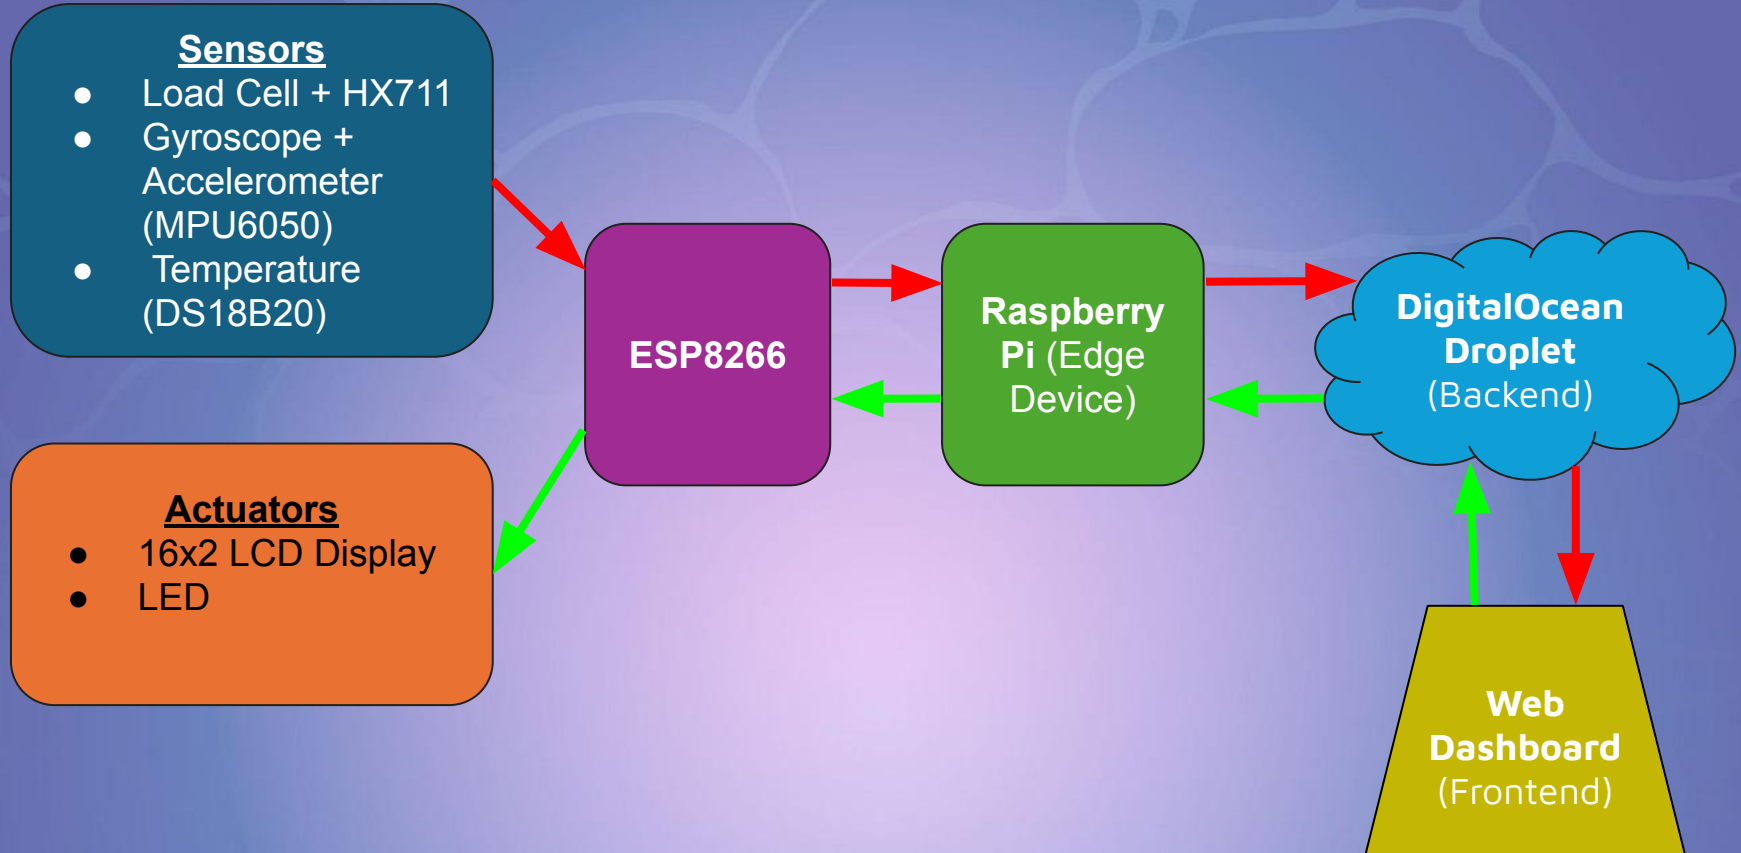 Sensors
● Load Cell + HX711
● Gyroscope +
Accelerometer
(MPU6050)
● Temperature
(DS18B20)
ESP8266
Raspberry
Pi (Edge
Device)
DigitalOcean
Droplet
(Backend)
Actuators
● 16x2 LCD Display
● LED
Web
Dashboard
(Frontend)